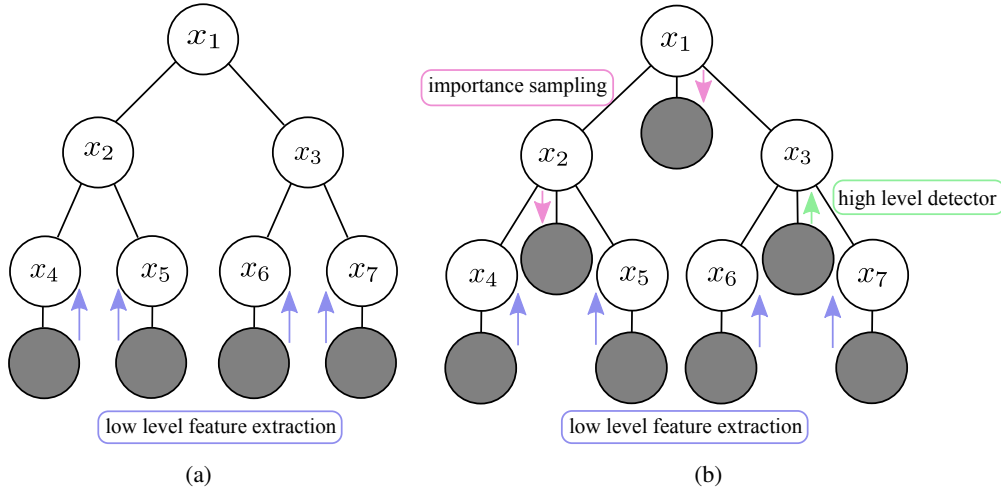 x1
x2 x3
x4 x5 x6 x7
low level feature extraction
(a)
x1
importance sampling
x2 x3
high level detector
x4 x5 x6 x7
low level feature extraction
(b)